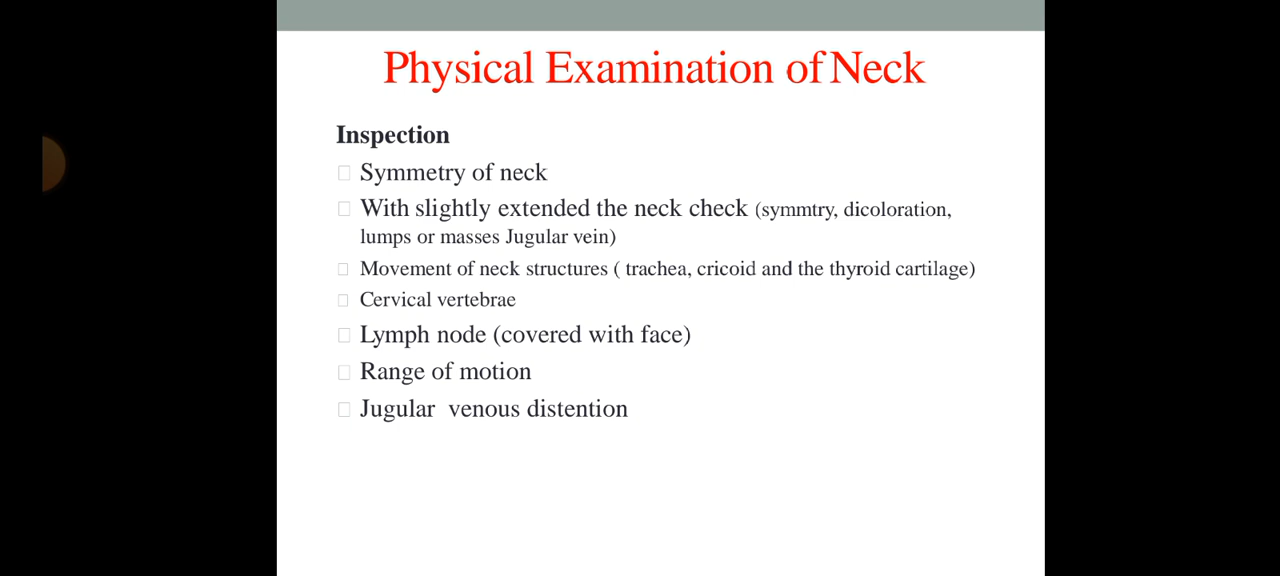 Physical Examination of Neck
Inspection
Symmetry of neck
With slightly extended the neck check (symmtry, dicoloration,
lumps or masses Jugular vein)
Movement of neck structures ( trachea, cricoid and the thyroid cartilage)
Cervical vertebrae
Lymph node (covered with face)
Range of motion
Jugular  venous distention